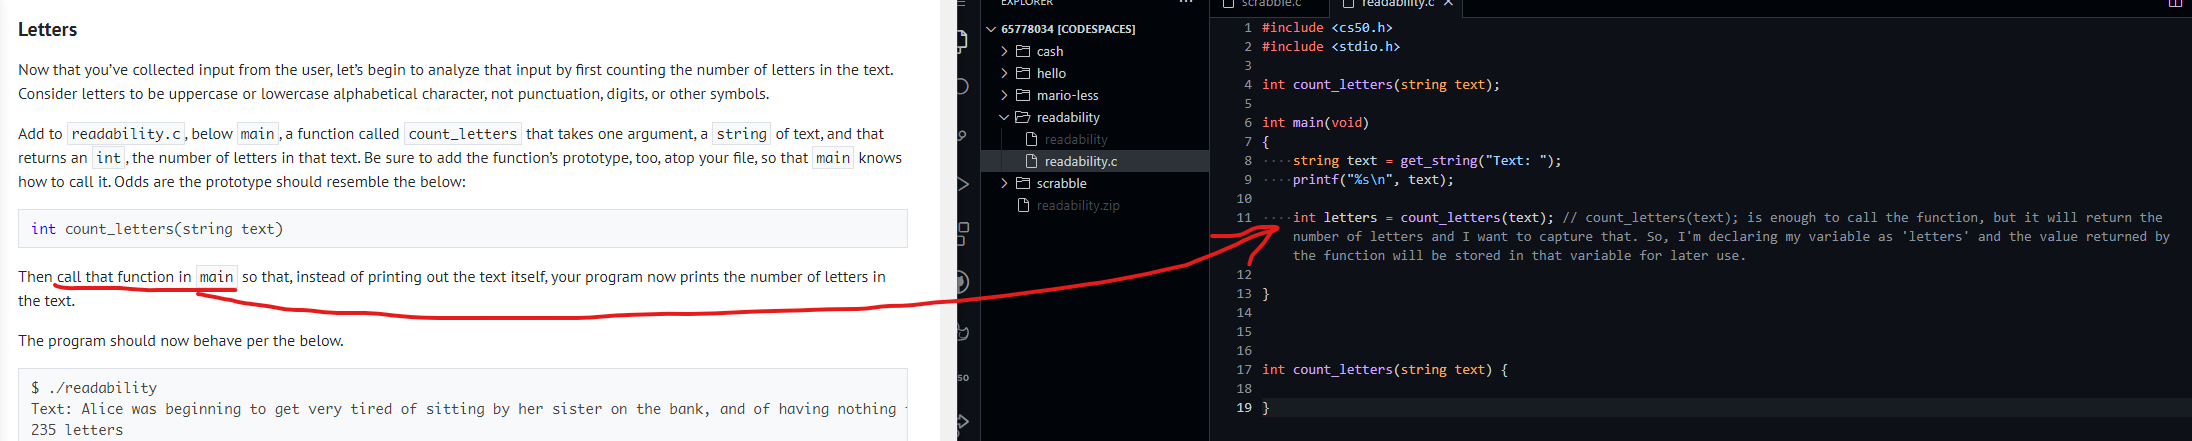 Letters
Now that you’ve collected input from the user, let’s begin to analyze that input by first counting the number of letters in the text.
Consider letters to be uppercase or lowercase alphabetical character, not punctuation, digits, or other symbols.
Add to readability.c, below main, a function called count_letters that takes one argument, a string of text, and that
returns an int, the number of letters in that text. Be sure to add the function’s prototype, too, atop your file, so that main knows
how to call it. Odds are the prototype should resemble the below:
int count_letters(string text)
Then call that function in main so that, instead of printing out the text itself, your program now prints the number of letters in
the text.
The program should now behave per the below.
$ ./readability
Text: Alice was beginning to get very tired of sitting by her sister on the bank, and of having nothing
235 letters
EXPLORER
65778034 [CODESPACES]
cash
hello
mario-less
readability
readability
readability.c
scrabble
readability.zip
scrabble.c
readability.c
1 #include <cs50.h>
2 #include <stdio.h>
3
4 int count_letters(string text);
5
6 int main(void)
7 {
8 ····string text = get_string("Text: ");
9 ····printf("%s\n", text);
10
11 ····int letters = count_letters(text); // count_letters(text); is enough to call the function, but it will return the
number of letters and I want to capture that. So, I'm declaring my variable as 'letters' and the value returned by
the function will be stored in that variable for later use.
12
13 }
14
15
16
17 int count_letters(string text) {
18
19 }